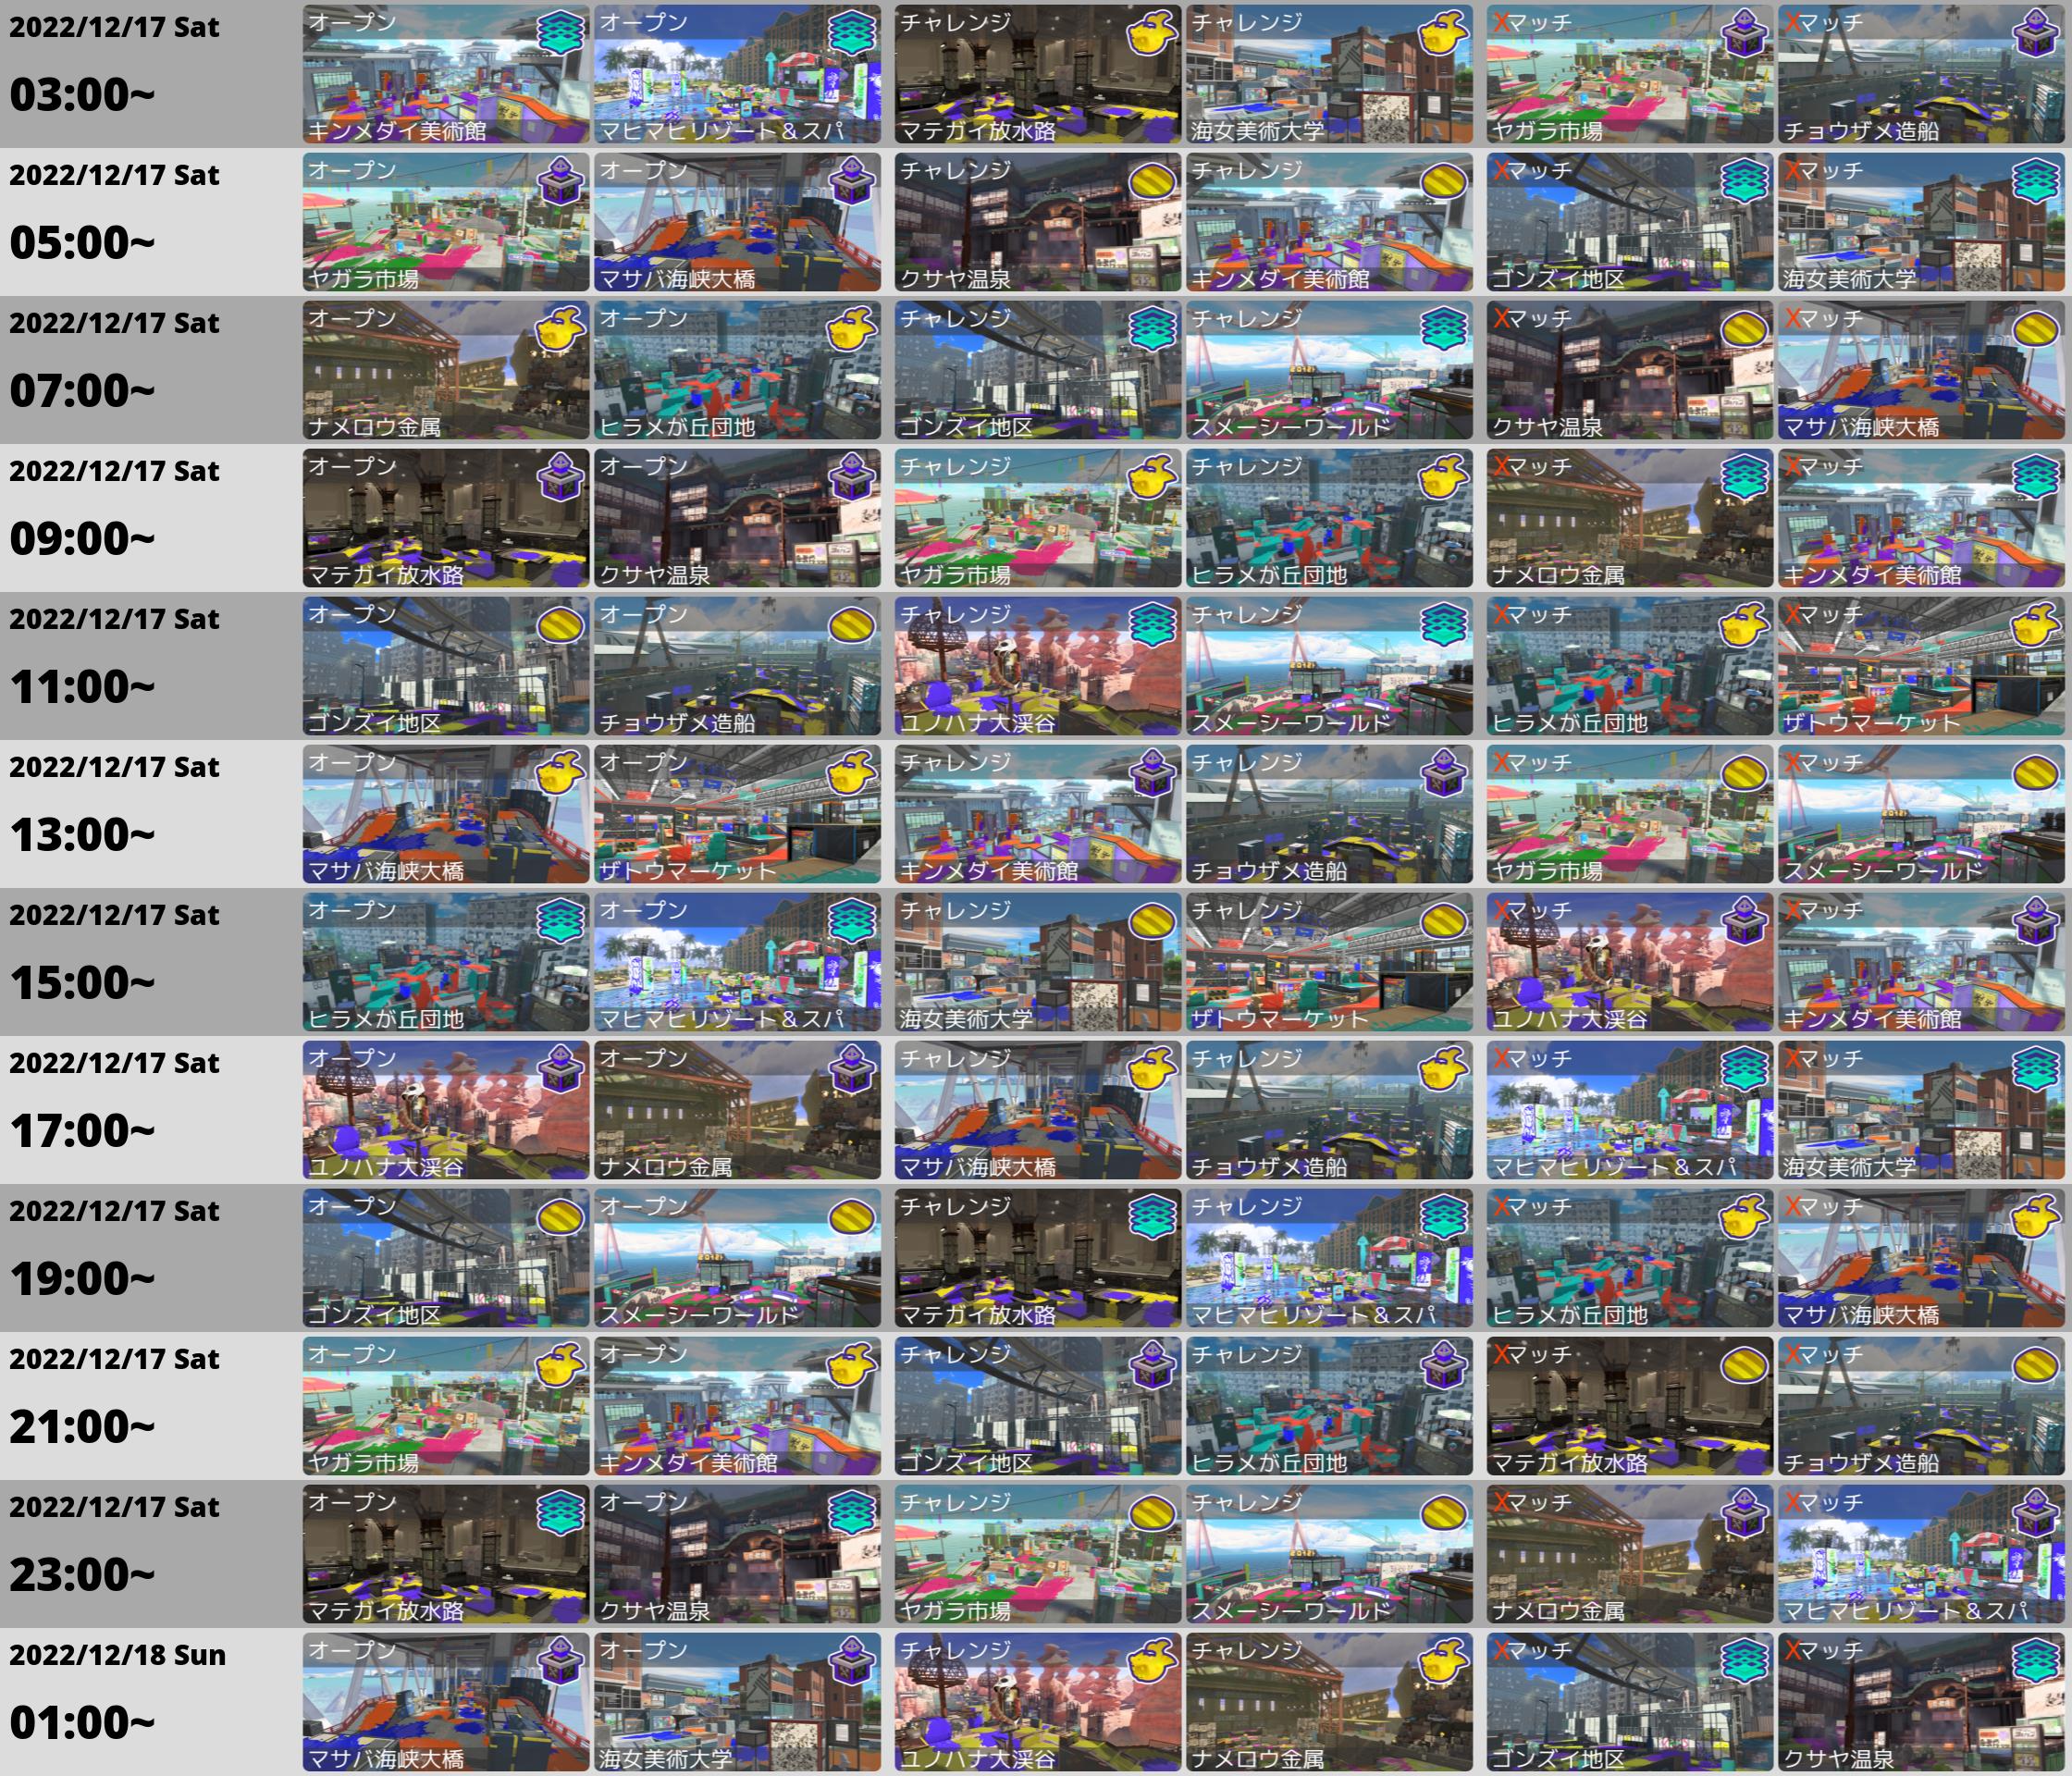 2022/12/17 Sat
03:00~
オープン オープン チャレンジ チャレンジ Xマッチ Xマッチ
キンメダイ美術館 マヒマヒリゾート＆スパ マテガイ放水路 海女美術大学 ヤガラ市場 チョウザメ造船
2022/12/17 Sat
05:00~
オープン オープン チャレンジ チャレンジ Xマッチ Xマッチ
ヤガラ市場 マサバ海峡大橋 クサヤ温泉 キンメダイ美術館 ゴンズイ地区 海女美術大学
2022/12/17 Sat
07:00~
オープン オープン チャレンジ チャレンジ Xマッチ Xマッチ
ナメロウ金属 ヒラメが丘団地 ゴンズイ地区 スメーシーワールド クサヤ温泉 マサバ海峡大橋
2022/12/17 Sat
09:00~
オープン オープン チャレンジ チャレンジ Xマッチ Xマッチ
マテガイ放水路 クサヤ温泉 ヤガラ市場 ヒラメが丘団地 ナメロウ金属 キンメダイ美術館
2022/12/17 Sat
11:00~
オープン オープン チャレンジ チャレンジ Xマッチ Xマッチ
ゴンズイ地区 チョウザメ造船 ユノハナ大渓谷 スメーシーワールド ヒラメが丘団地 ザトウマーケット
2022/12/17 Sat
13:00~
オープン オープン チャレンジ チャレンジ Xマッチ Xマッチ
マサバ海峡大橋 ザトウマーケット キンメダイ美術館 チョウザメ造船 ヤガラ市場 スメーシーワールド
2022/12/17 Sat
15:00~
オープン オープン チャレンジ チャレンジ Xマッチ Xマッチ
ヒラメが丘団地 マヒマヒリゾート＆スパ 海女美術大学 ザトウマーケット ユノハナ大渓谷 キンメダイ美術館
2022/12/17 Sat
17:00~
オープン オープン チャレンジ チャレンジ Xマッチ Xマッチ
ユノハナ大渓谷 ナメロウ金属 マサバ海峡大橋 チョウザメ造船 マヒマヒリゾート＆スパ 海女美術大学
2022/12/17 Sat
19:00~
オープン オープン チャレンジ チャレンジ Xマッチ Xマッチ
ゴンズイ地区 スメーシーワールド マテガイ放水路 マヒマヒリゾート＆スパ ヒラメが丘団地 マサバ海峡大橋
2022/12/17 Sat
21:00~
オープン オープン チャレンジ チャレンジ Xマッチ Xマッチ
ヤガラ市場 キンメダイ美術館 ゴンズイ地区 ヒラメが丘団地 マテガイ放水路 チョウザメ造船
2022/12/17 Sat
23:00~
オープン オープン チャレンジ チャレンジ Xマッチ Xマッチ
マテガイ放水路 クサヤ温泉 ヤガラ市場 スメーシーワールド ナメロウ金属 マヒマヒリゾート＆スパ
2022/12/18 Sun
01:00~
オープン オープン チャレンジ チャレンジ Xマッチ Xマッチ
マサバ海峡大橋 海女美術大学 ユノハナ大渓谷 ナメロウ金属 ゴンズイ地区 クサヤ温泉